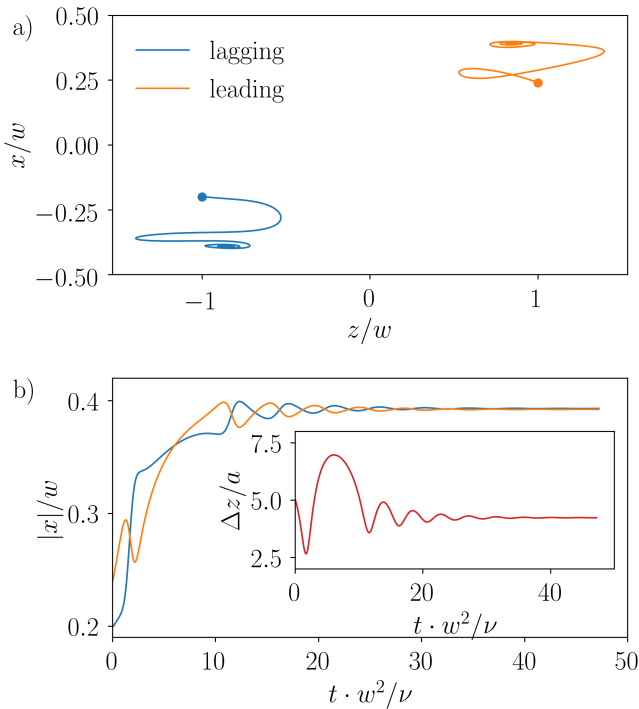 a)
0.50
0.25
0.00
−0.25
−0.50
x/w
lagging
leading
−1
0
1
z/w
b)
0.4
0.3
0.2
|x|/w
7.5
5.0
2.5
Δz/a
0
20
40
t · w²/ν
0
10
20
30
40
50
t · w²/ν